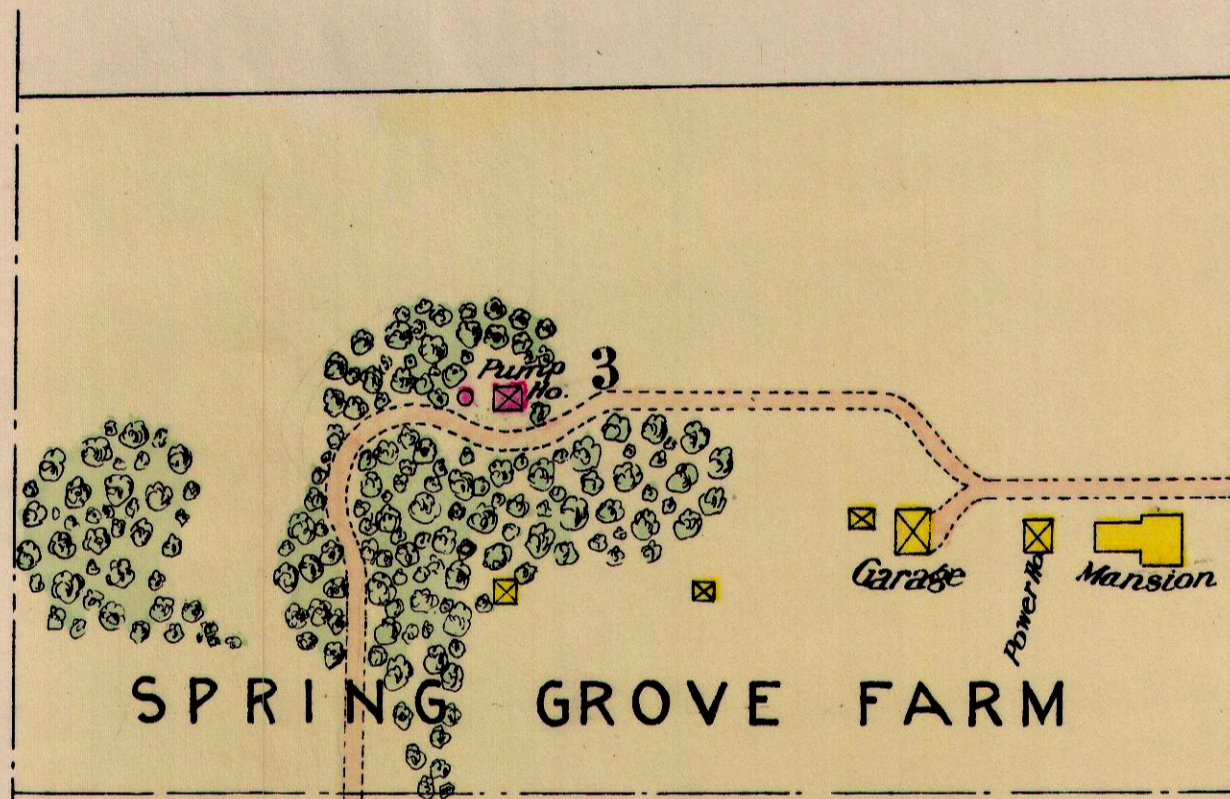 Pump
Ho.
3
Garage
Power Ho.
Mansion
SPRING GROVE FARM